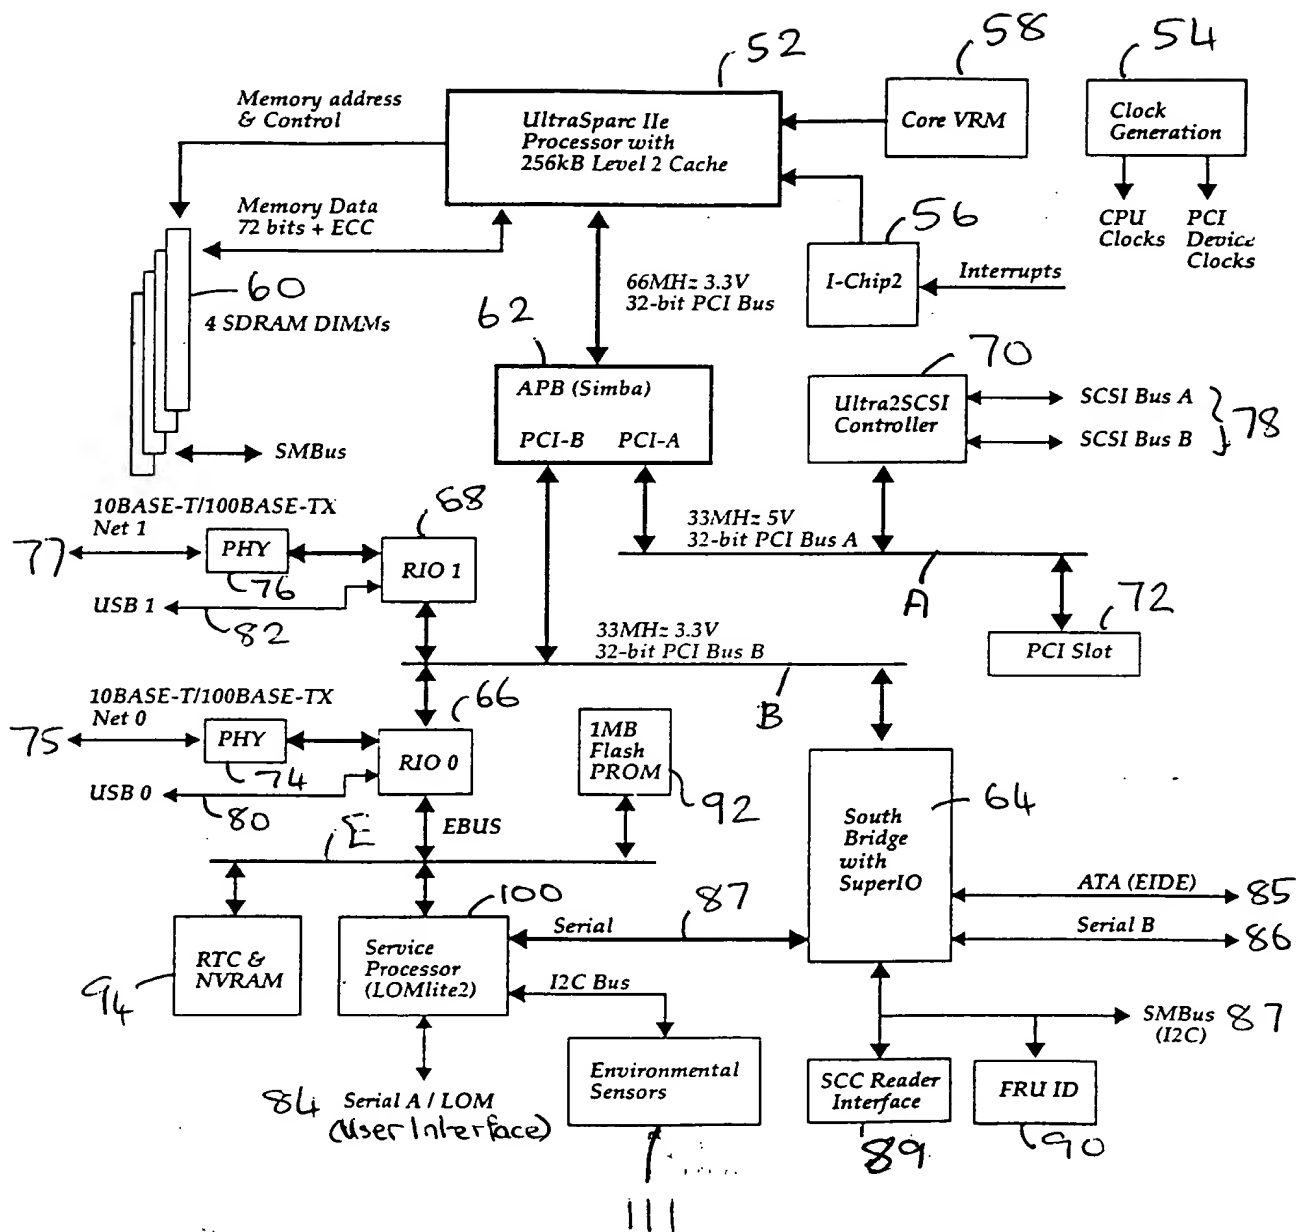 52
58
54
Memory address
& Control
UltraSparc IIe
Processor with
256kB Level 2 Cache
Core VRM
Clock
Generation
Memory Data
72 bits + ECC
56
CPU
Clocks
PCI
Device
Clocks
60
4 SDRAM DIMMs
66MHz 3.3V
32-bit PCI Bus
I-Chip2
Interrupts
62
70
APB (Simba)
PCI-B PCI-A
Ultra2SCSI
Controller
SCSI Bus A
SCSI Bus B
78
SMBus
10BASE-T/100BASE-TX
Net 1
68
77
PHY
RIO 1
76
33MHz 5V
32-bit PCI Bus A
A
72
USB 1
82
33MHz 3.3V
32-bit PCI Bus B
PCI Slot
10BASE-T/100BASE-TX
Net 0
66
B
75
PHY
RIO 0
74
1MB
Flash
PROM
92
USB 0
80
64
South
Bridge
with
SuperIO
E
EBUS
ATA (EIDE)
85
100
Serial
87
Serial B
86
RTC &
NVRAM
94
Service
Processor
(LOMlite2)
I2C Bus
SMBus
(I2C)
87
Environmental
Sensors
SCC Reader
Interface
FRU ID
84
Serial A / LOM
(User Interface)
89
90
111